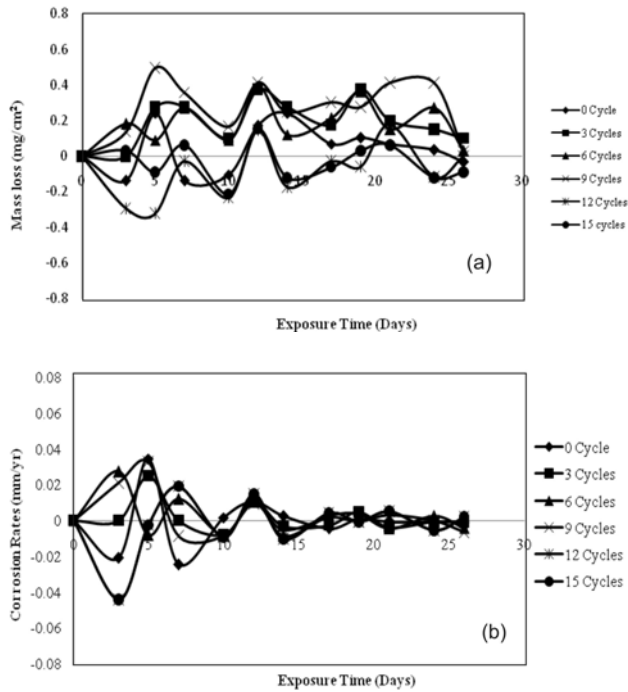 0.8
0.6
0.4
0.2
0
-0.2
-0.4
-0.6
-0.8
Mass loss (mg/cm²)
0
5
10
15
20
25
30
Exposure Time (Days)
(a)
0 Cycle
3 Cycles
6 Cycles
9 Cycles
12 Cycles
15 cycles
0.08
0.06
0.04
0.02
0
-0.02
-0.04
-0.06
-0.08
Corrosion Rates (mm/yr)
0
5
10
15
20
25
30
Exposure Time (Days)
(b)
0 Cycle
3 Cycles
6 Cycles
9 Cycles
12 Cycles
15 Cycles